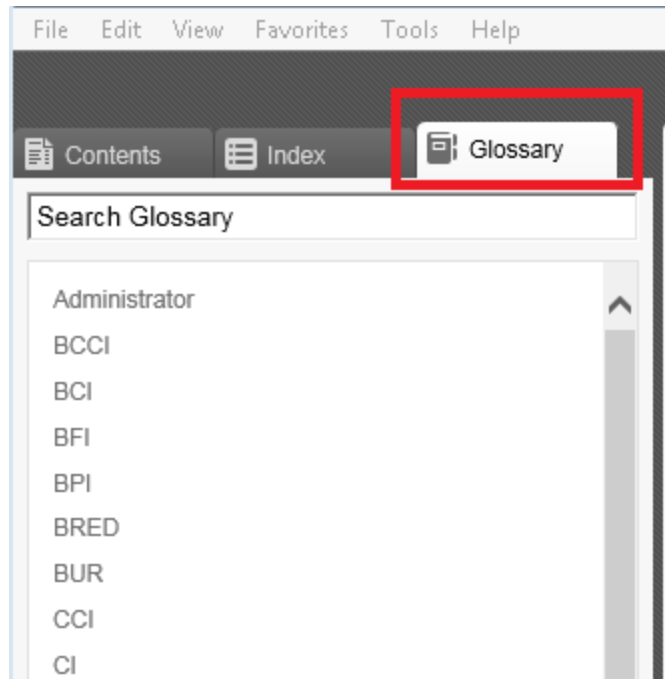 File Edit View Favorites Tools Help
Contents Index Glossary
Search Glossary
Administrator
BCCI
BCI
BFI
BPI
BRED
BUR
CCI
CI